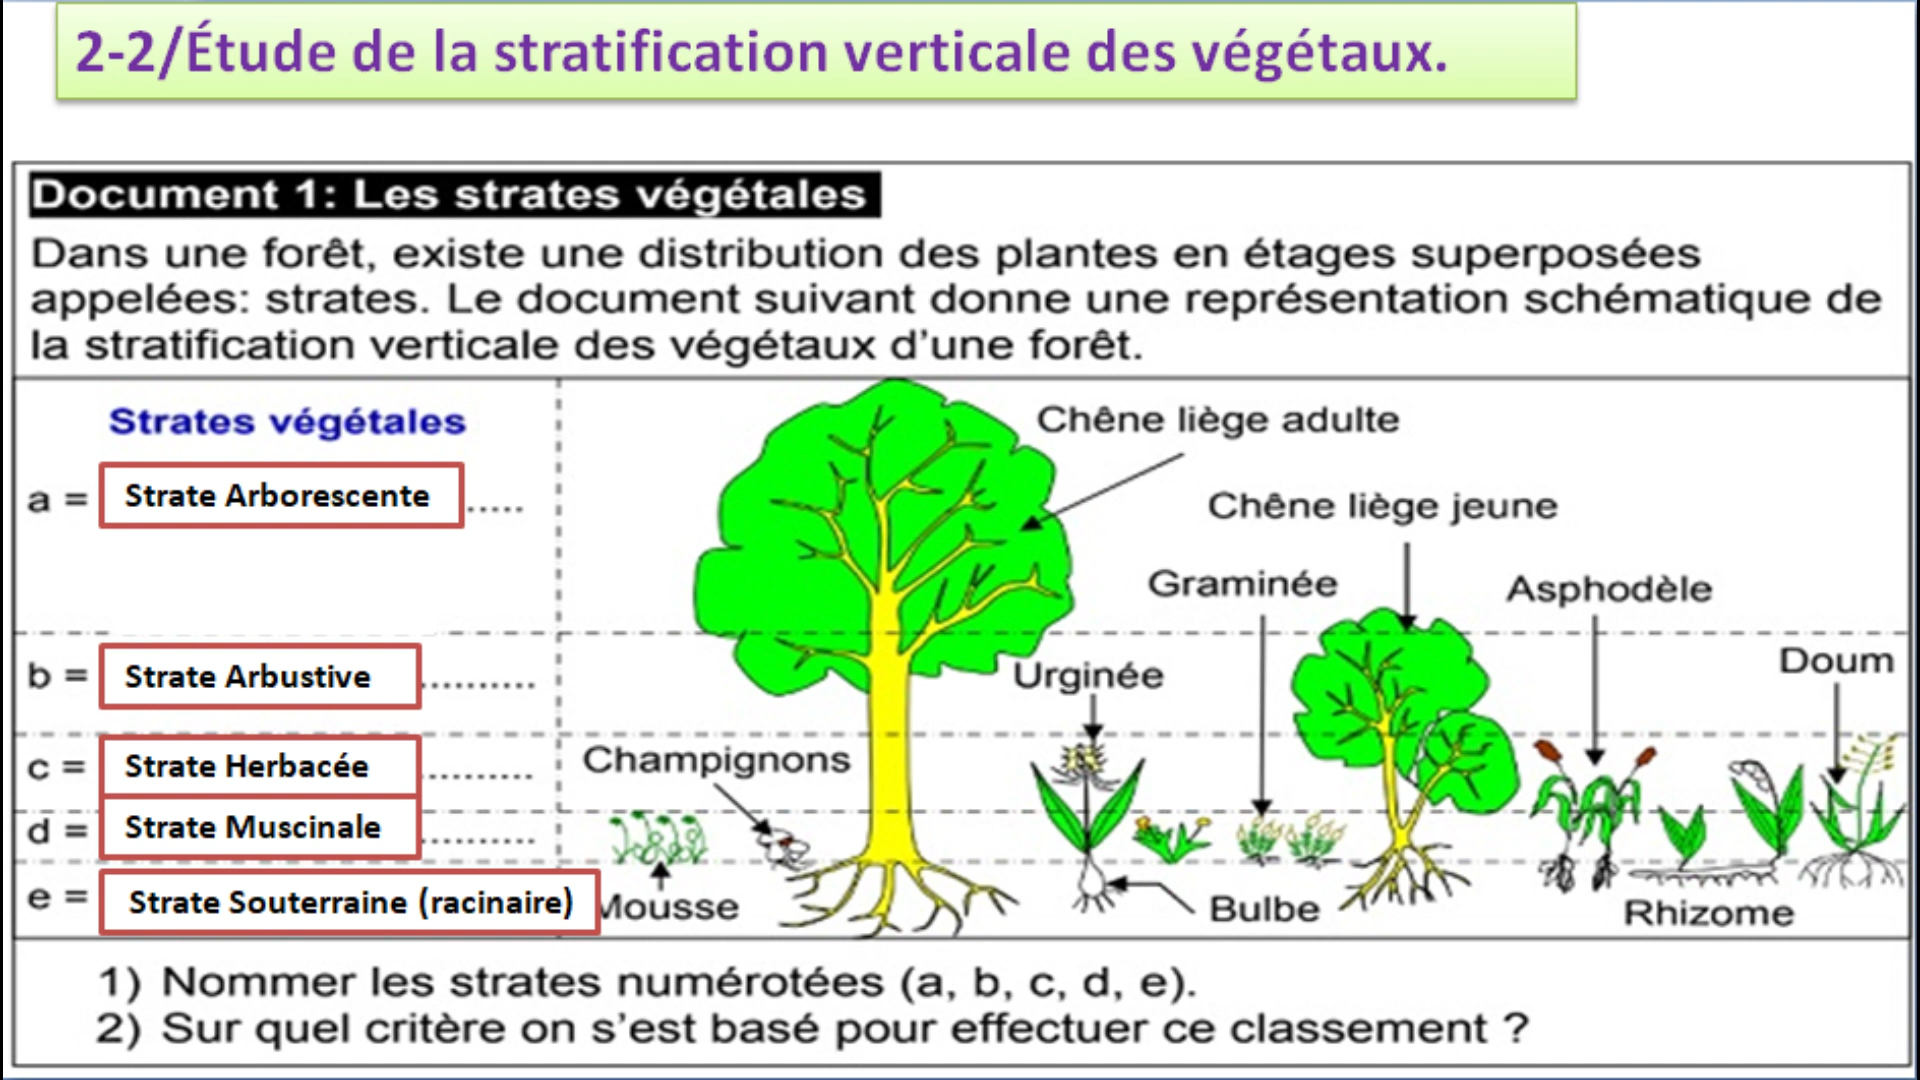 2-2/Étude de la stratification verticale des végétaux.
Document 1: Les strates végétales
Dans une forêt, existe une distribution des plantes en étages superposées
appelées: strates. Le document suivant donne une représentation schématique de
la stratification verticale des végétaux d’une forêt.
Strates végétales
a = Strate Arborescente .....
b = Strate Arbustive ..........
c = Strate Herbacée ..........
d = Strate Muscinale ..........
e = Strate Souterraine (racinaire)
Chêne liège adulte
Chêne liège jeune
Graminée
Asphodèle
Urginée
Doum
Champignons
Mousse
Bulbe
Rhizome
1) Nommer les strates numérotées (a, b, c, d, e).
2) Sur quel critère on s’est basé pour effectuer ce classement ?